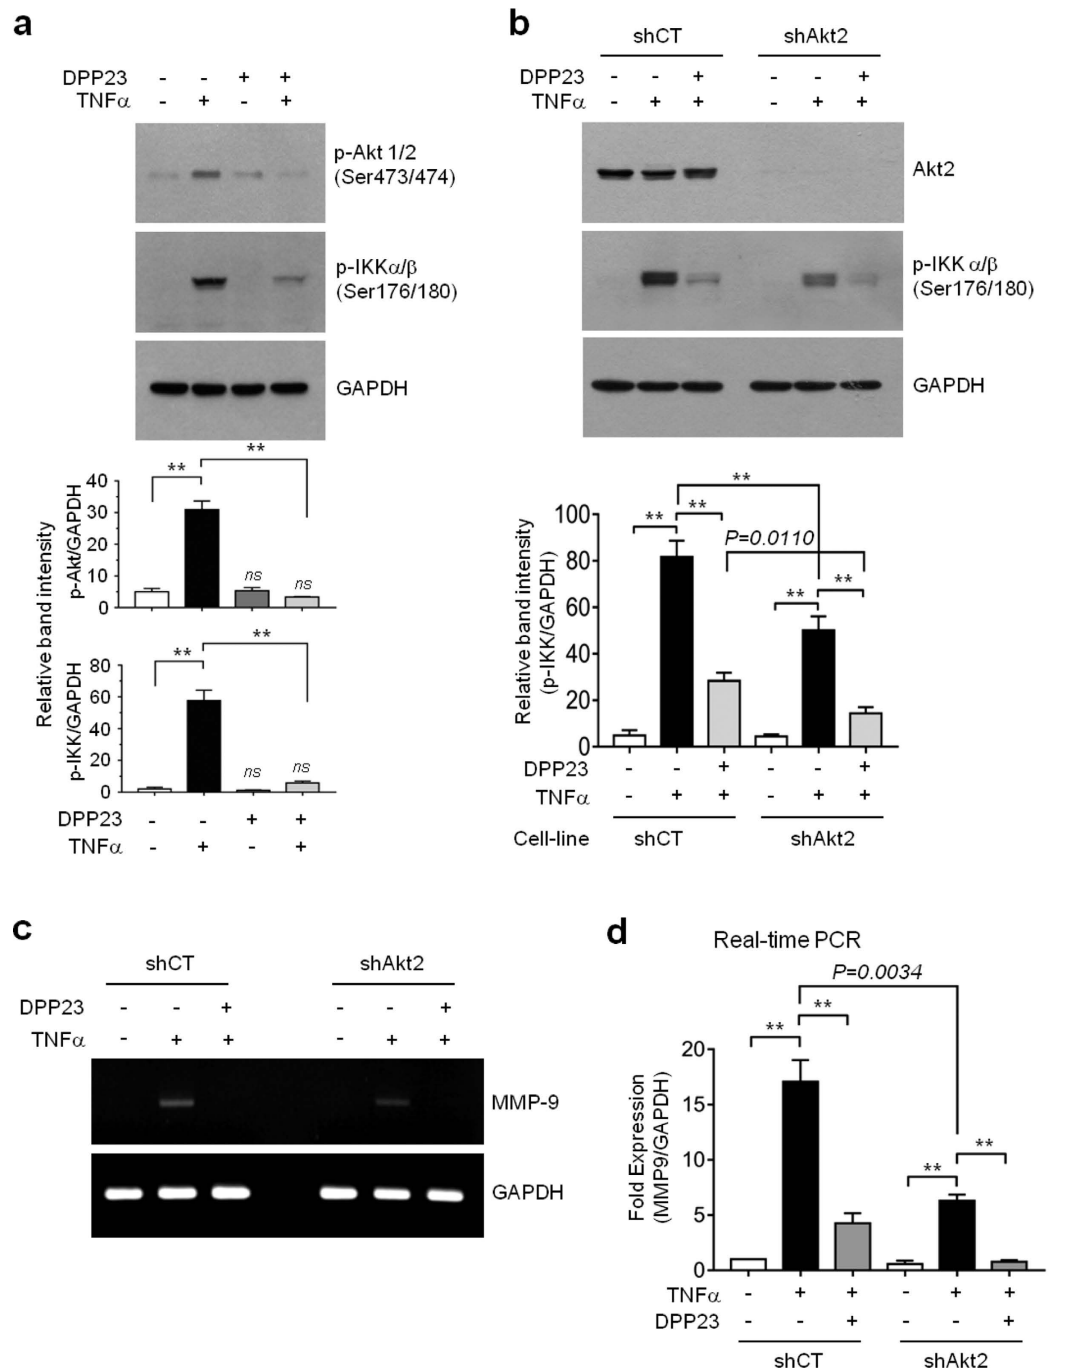 a
DPP23 - - + +
TNFα - + - +
p-Akt 1/2
(Ser473/474)
p-IKKα/β
(Ser176/180)
GAPDH
Relative band intensity
p-Akt/GAPDH
40
30
20
10
0
**
**
ns
ns
p-IKK/GAPDH
80
60
40
20
0
**
**
ns
ns
DPP23 - - + +
TNFα - + - +
b
shCT shAkt2
DPP23 - - + - - +
TNFα - + + - + +
Akt2
p-IKK α/β
(Ser176/180)
GAPDH
Relative band intensity
(p-IKK/GAPDH)
100
80
60
40
20
0
**
** **
P=0.0110
** **
DPP23 - - + - - +
TNFα - + + - + +
Cell-line shCT shAkt2
c
shCT shAkt2
DPP23 - - + - - +
TNFα - + + - + +
MMP-9
GAPDH
d
Real-time PCR
P=0.0034
**
**
**
**
Fold Expression
(MMP9/GAPDH)
20
15
10
5
0
TNFα - + + - + +
DPP23 - - + - - +
shCT shAkt2